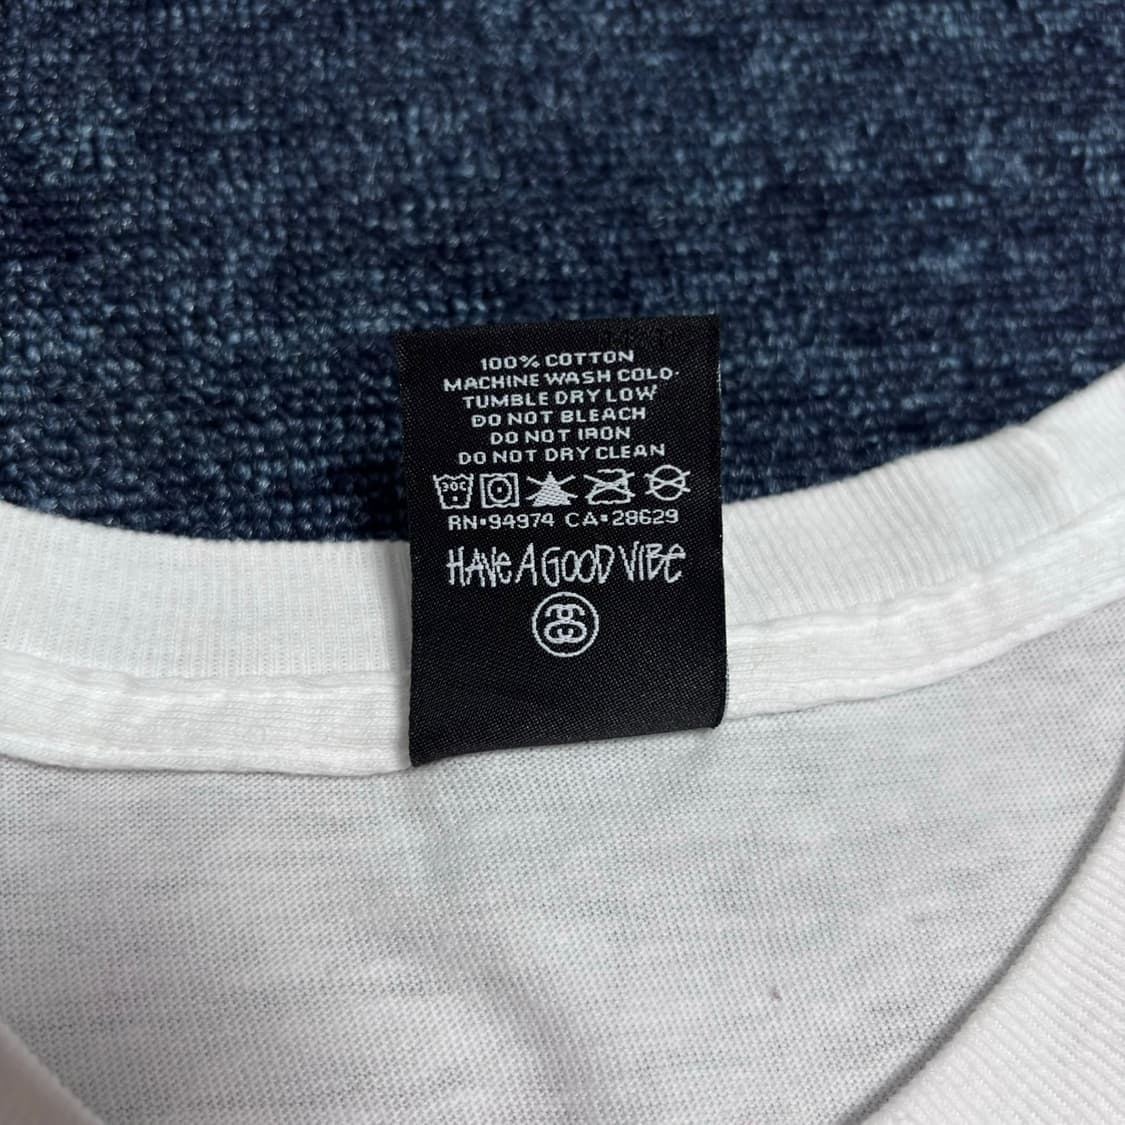 100% COTTON
MACHINE WASH COLD.
TUMBLE DRY LOW
DO NOT BLEACH
DO NOT IRON
DO NOT DRY CLEAN
30C
RN•94974 CA•28629
HAVE A GOOD VIBE